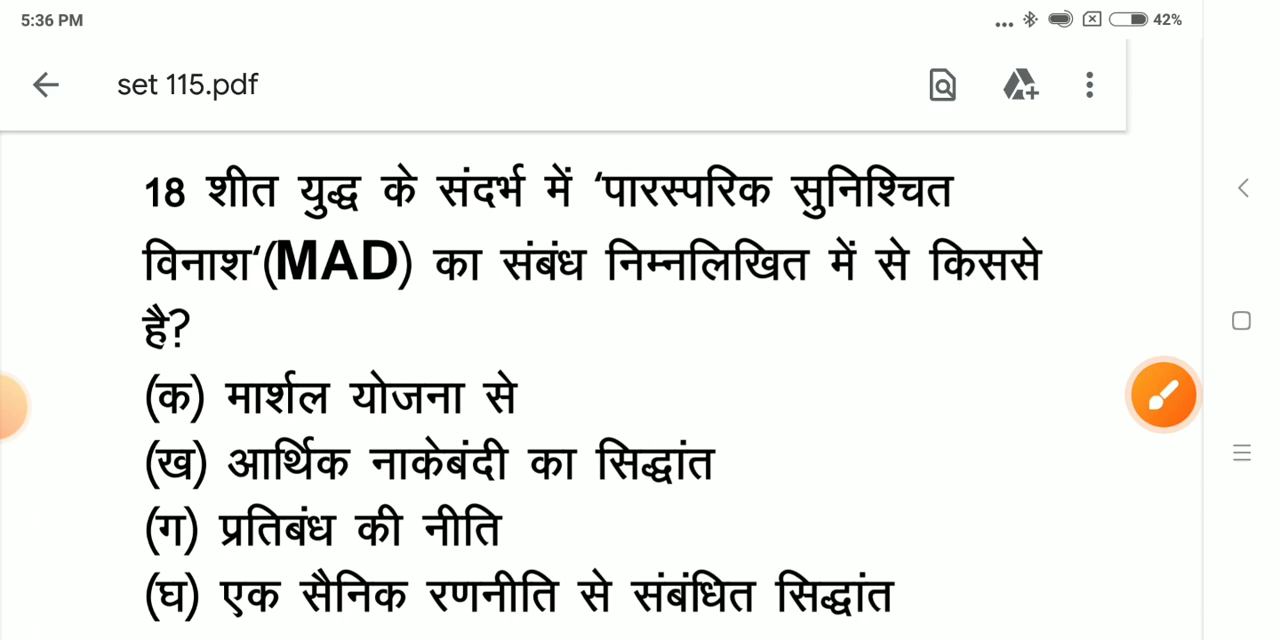 5:36 PM
42%
set 115.pdf
18 शीत युद्ध के संदर्भ में ‘पारस्परिक सुनिश्चित
विनाश‘(MAD) का संबंध निम्नलिखित में से किससे
है?
(क) मार्शल योजना से
(ख) आर्थिक नाकेबंदी का सिद्धांत
(ग) प्रतिबंध की नीति
(घ) एक सैनिक रणनीति से संबंधित सिद्धांत